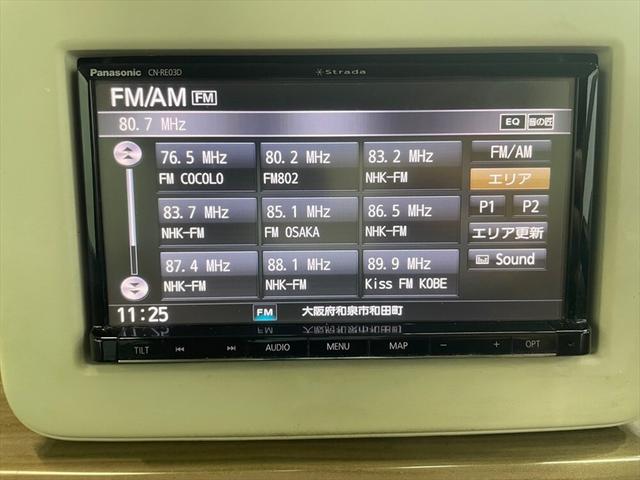 Panasonic CN-RE03D Strada
FM/AM FM
80.7 MHz EQ 音の匠
76.5 MHz 80.2 MHz 83.2 MHz FM/AM
FM COCOLO FM802 NHK-FM エリア
83.7 MHz 85.1 MHz 86.5 MHz P1 P2
NHK-FM FM OSAKA NHK-FM エリア更新
87.4 MHz 88.1 MHz 89.9 MHz Sound
NHK-FM NHK-FM Kiss FM KOBE
11:25 FM 大阪府和泉市和田町
TILT AUDIO MENU MAP − + OPT